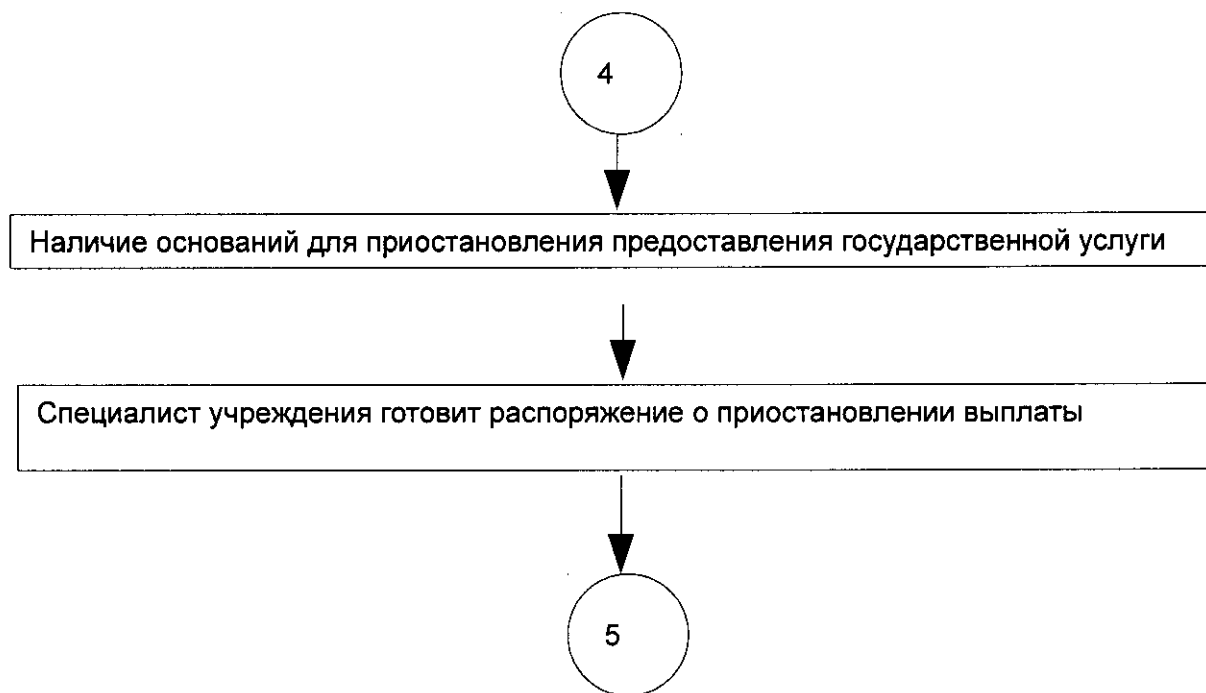 4
Наличие оснований для приостановления предоставления государственной услуги
Специалист учреждения готовит распоряжение о приостановлении выплаты
5